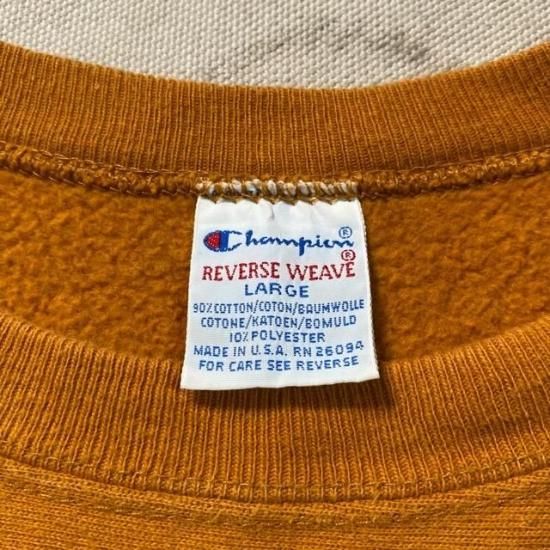 Champion®
REVERSE WEAVE®
LARGE
90% COTTON/COTON/BAUMWOLLE
COTONE/KATOEN/BOMULD
10% POLYESTER
MADE IN U.S.A. RN 26094
FOR CARE SEE REVERSE